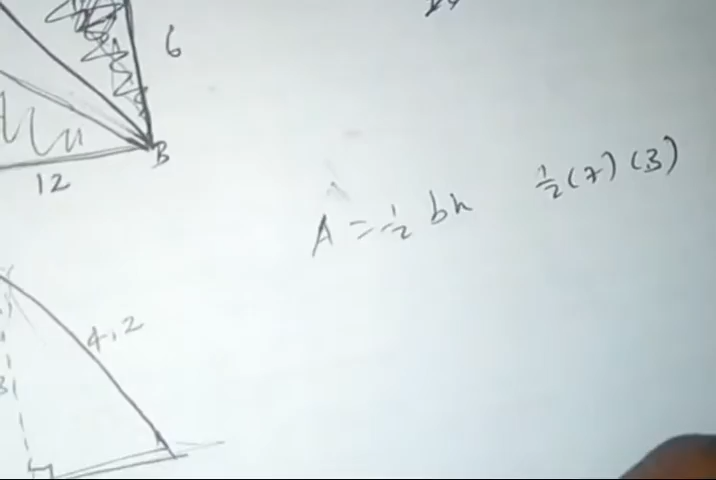 6
B
12
A = 1/2 bh
1/2 (7) (3)
4.2
3